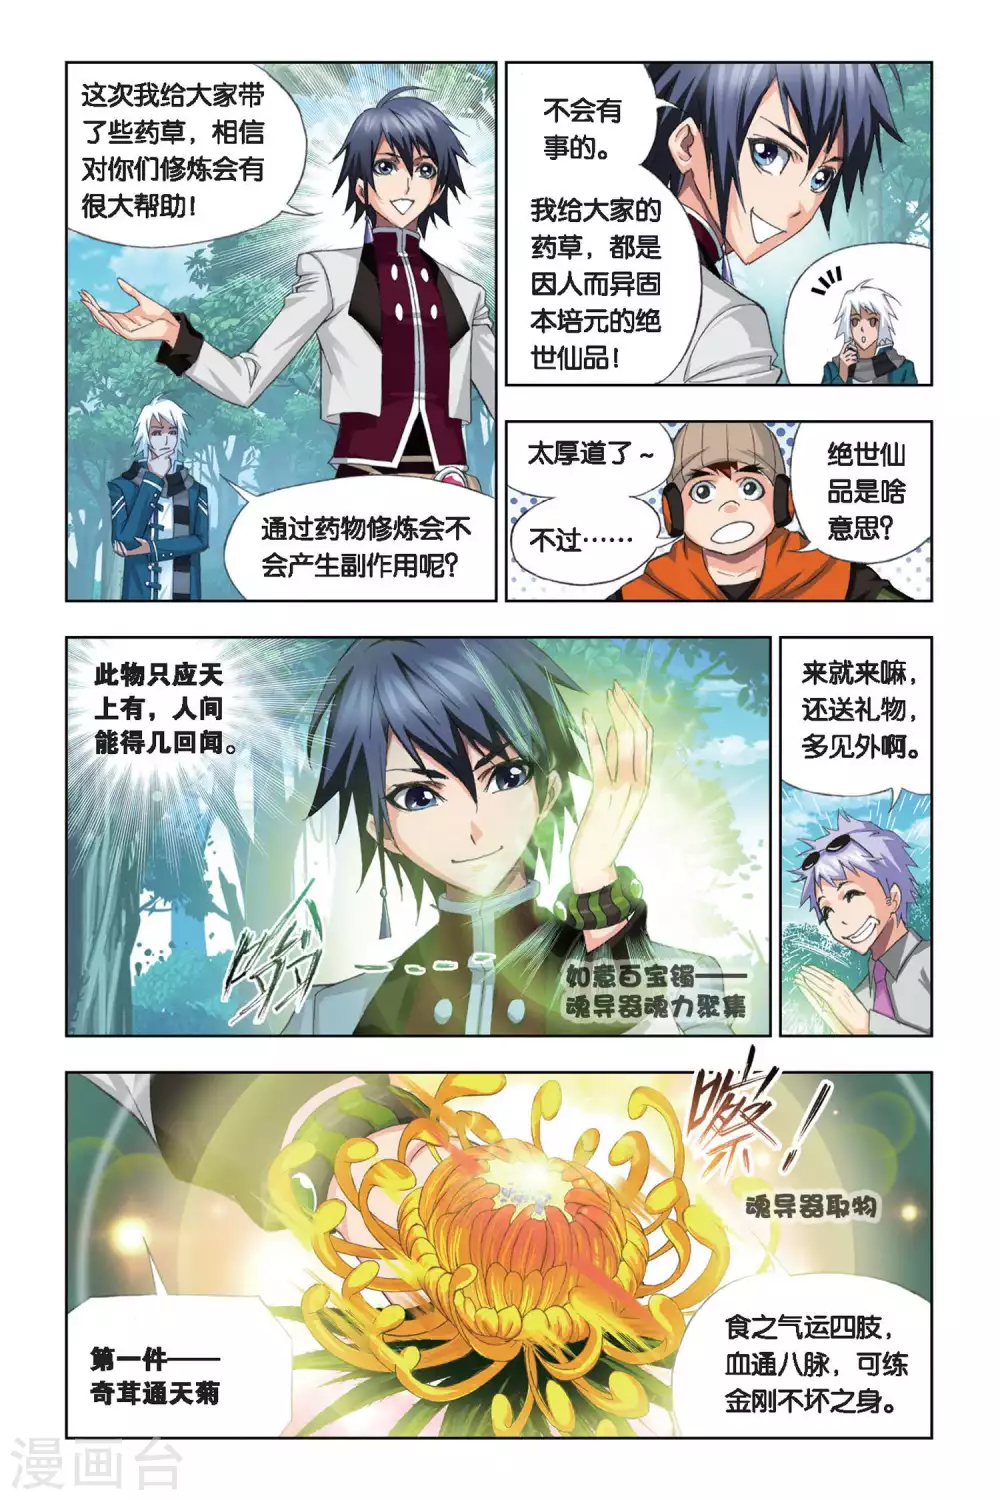 这次我给大家带
了些药草，相信
对你们修炼会有
很大帮助！
通过药物修炼会不
会产生副作用呢？
不会有
事的。
我给大家的
药草，都是
因人而异固
本培元的绝
世仙品！
太厚道了～
不过……
绝世仙
品是啥
意思？
此物只应天
上有，人间
能得几回闻。
如意百宝镯——
魂导器魂力聚集
来就来嘛，
还送礼物，
多见外啊。
嚓！
魂导器取物
第一件——
奇茸通天菊
食之气运四肢，
血通八脉，可练
金刚不坏之身。
漫画台